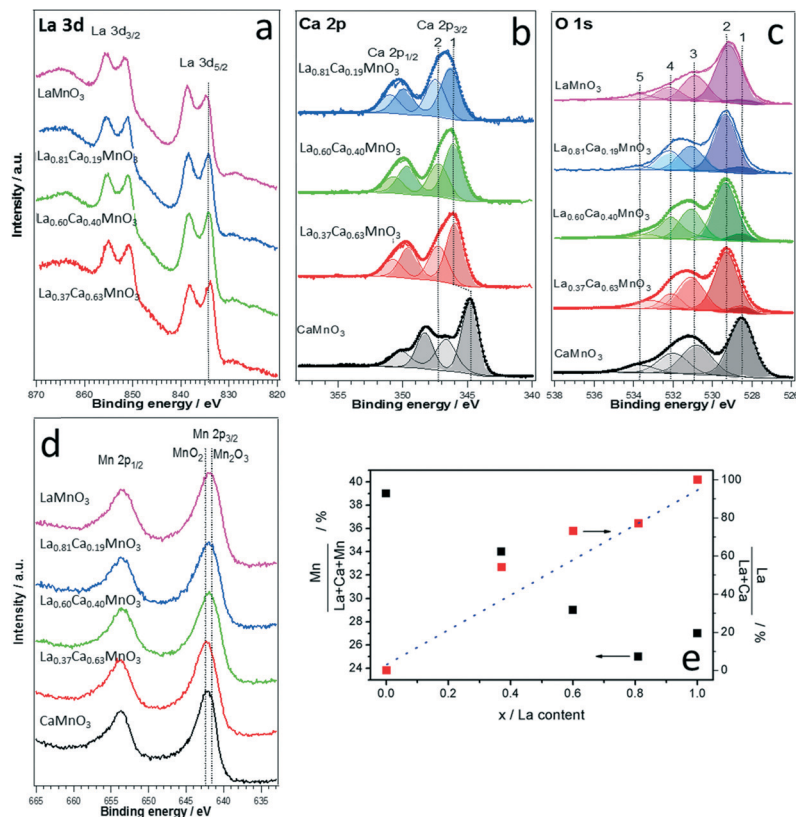 La 3d
a
La 3d3/2
La 3d5/2
LaMnO3
La0.81Ca0.19MnO3
La0.60Ca0.40MnO3
La0.37Ca0.63MnO3
Intensity / a.u.
870 860 850 840 830 820
Binding energy / eV
Ca 2p
b
Ca 2p3/2
Ca 2p1/2
2 1
La0.81Ca0.19MnO3
La0.60Ca0.40MnO3
La0.37Ca0.63MnO3
CaMnO3
355 350 345 340
Binding energy / eV
O 1s
c
5 4 3 2 1
LaMnO3
La0.81Ca0.19MnO3
La0.60Ca0.40MnO3
La0.37Ca0.63MnO3
CaMnO3
538 536 534 532 530 528 526
Binding energy / eV
d
Mn 2p3/2
Mn 2p1/2
MnO2 Mn2O3
LaMnO3
La0.81Ca0.19MnO3
La0.60Ca0.40MnO3
La0.37Ca0.63MnO3
CaMnO3
Intensity / a.u.
665 660 655 650 645 640 635
Binding energy / eV
Mn / La+Ca+Mn / %
40
38
36
34
32
30
28
26
24
0.0 0.2 0.4 0.6 0.8 1.0
x / La content
100
80
60
40
20
0
La / La+Ca / %
e